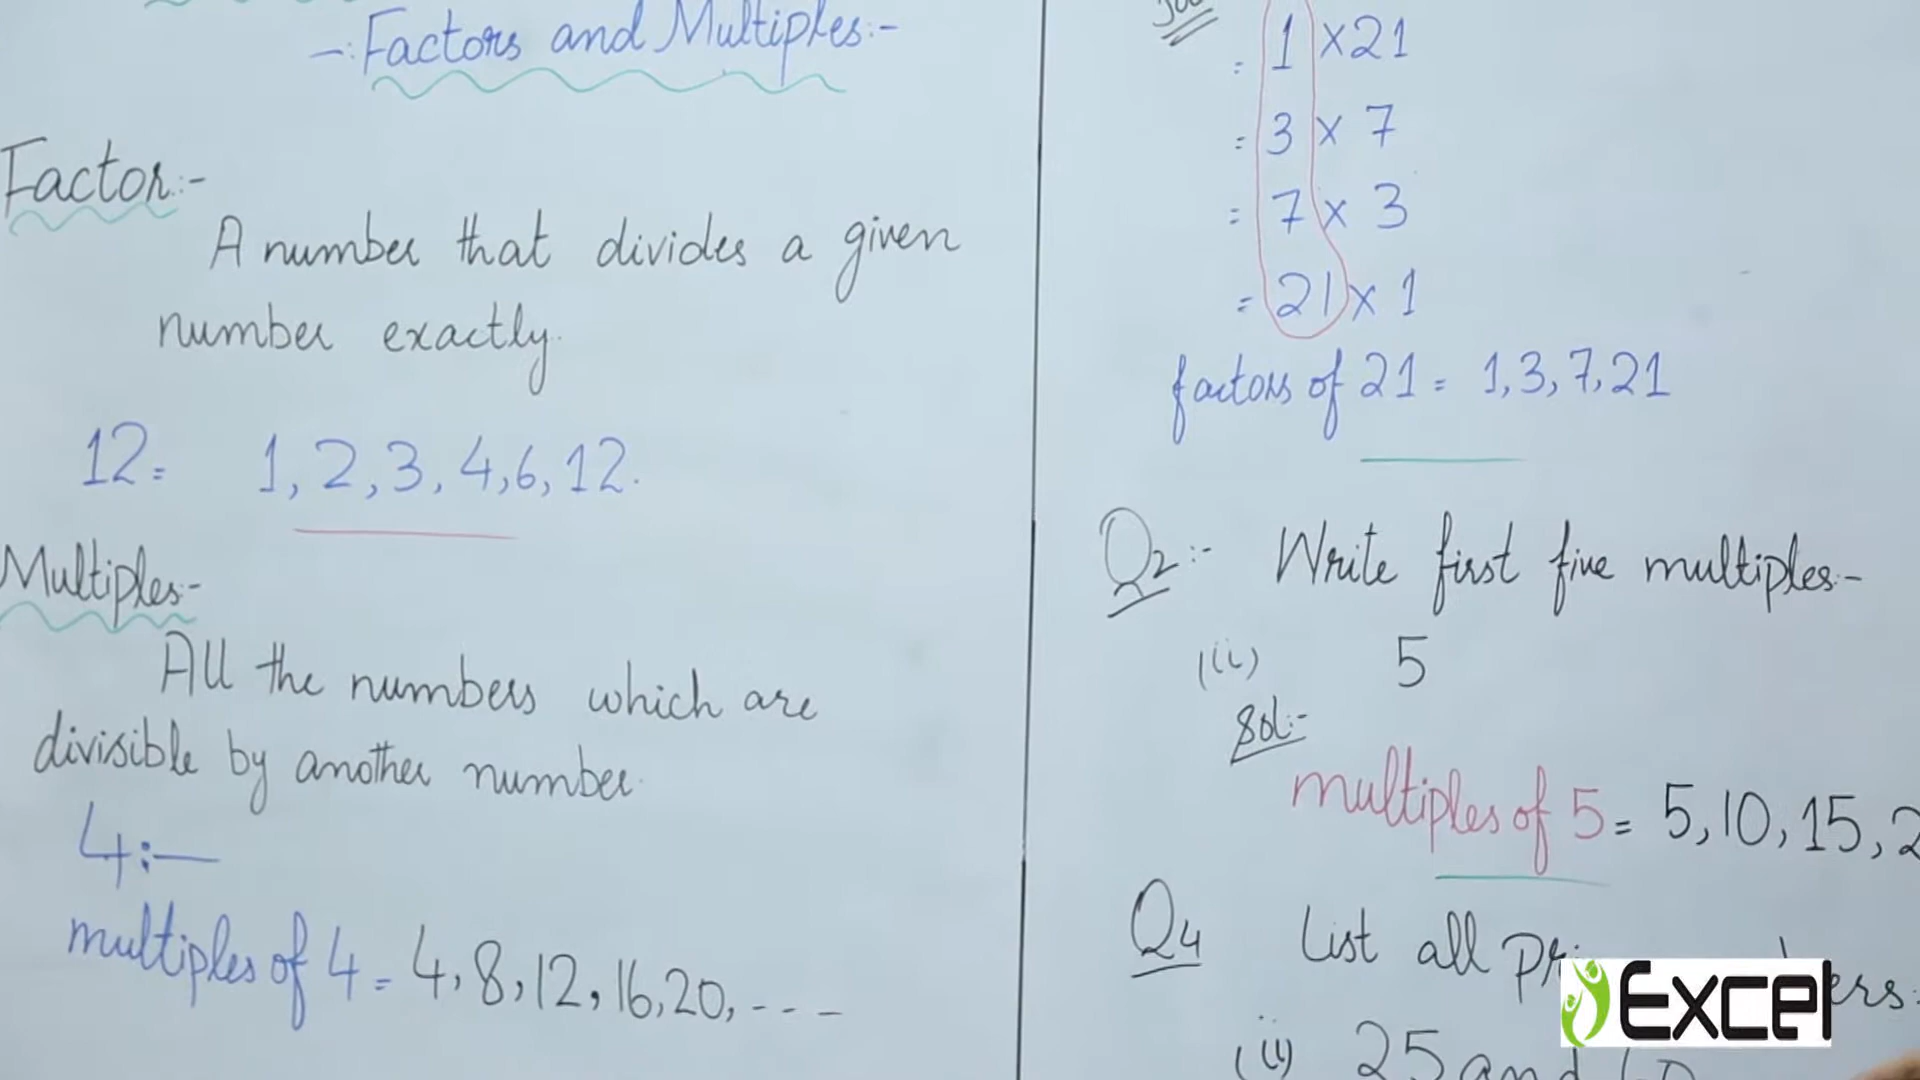 -: Factors and Multiples:-
Factor:-
A number that divides a given
number exactly.
12= 1, 2, 3, 4, 6, 12.
Multiples:-
All the numbers which are
divisible by another number.
4:-
multiples of 4 = 4, 8, 12, 16, 20, ----
= 1 x 21
= 3 x 7
= 7 x 3
= 21 x 1
factors of 21 = 1, 3, 7, 21
Q2:- Write first five multiples:-
(ii) 5
Sol:-
multiples of 5 = 5, 10, 15, 2
Q4 List all
(ii) 25 and
Excel